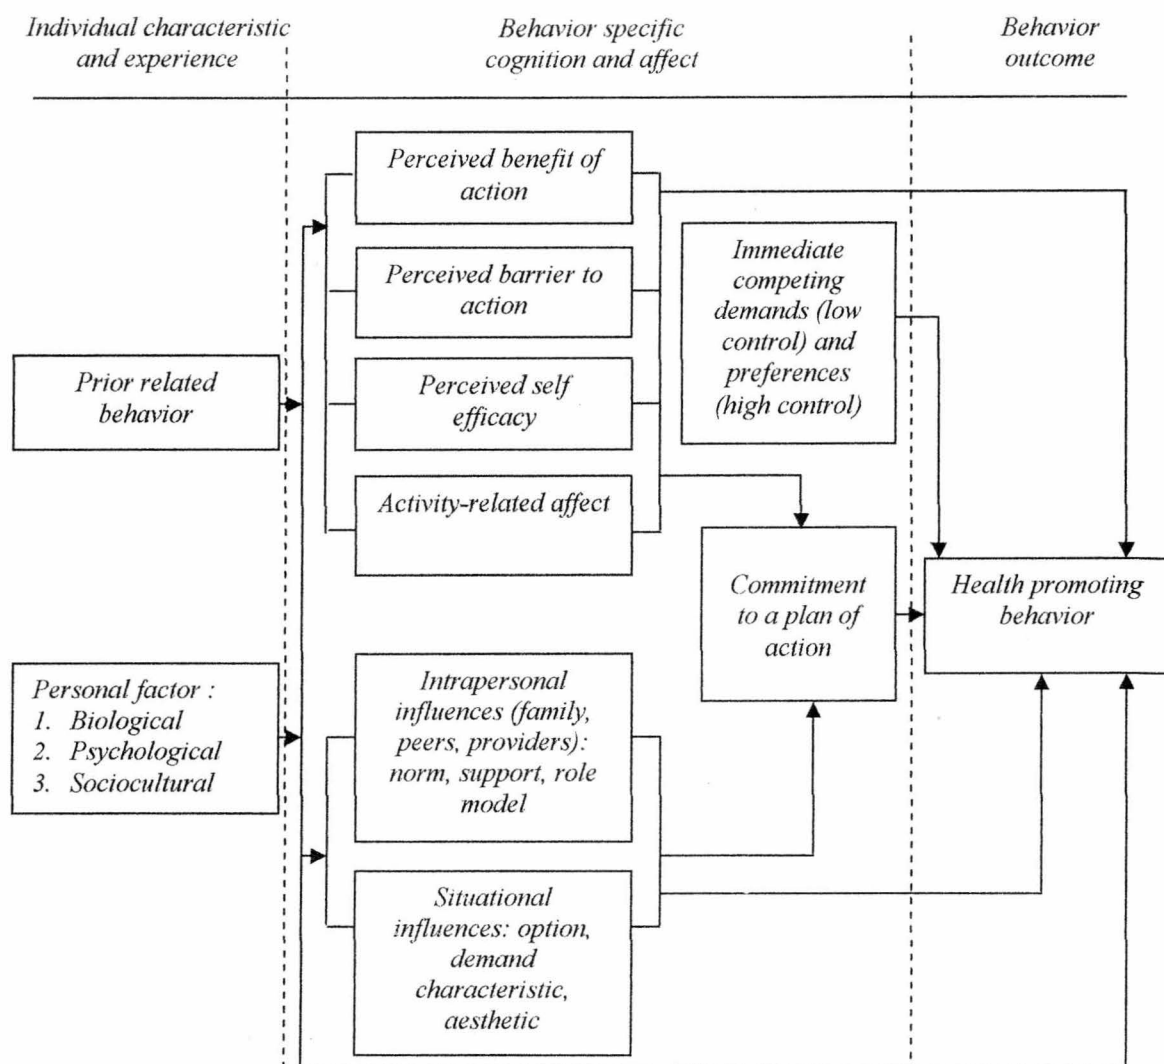 Individual characteristic
and experience
Behavior specific
cognition and affect
Behavior
outcome
Perceived benefit of
action
Perceived barrier to
action
Immediate
competing
demands (low
control) and
preferences
(high control)
Prior related
behavior
Perceived self
efficacy
Activity-related affect
Commitment
to a plan of
action
Health promoting
behavior
Personal factor :
1. Biological
2. Psychological
3. Sociocultural
Intrapersonal
influences (family,
peers, providers):
norm, support, role
model
Situational
influences: option,
demand
characteristic,
aesthetic